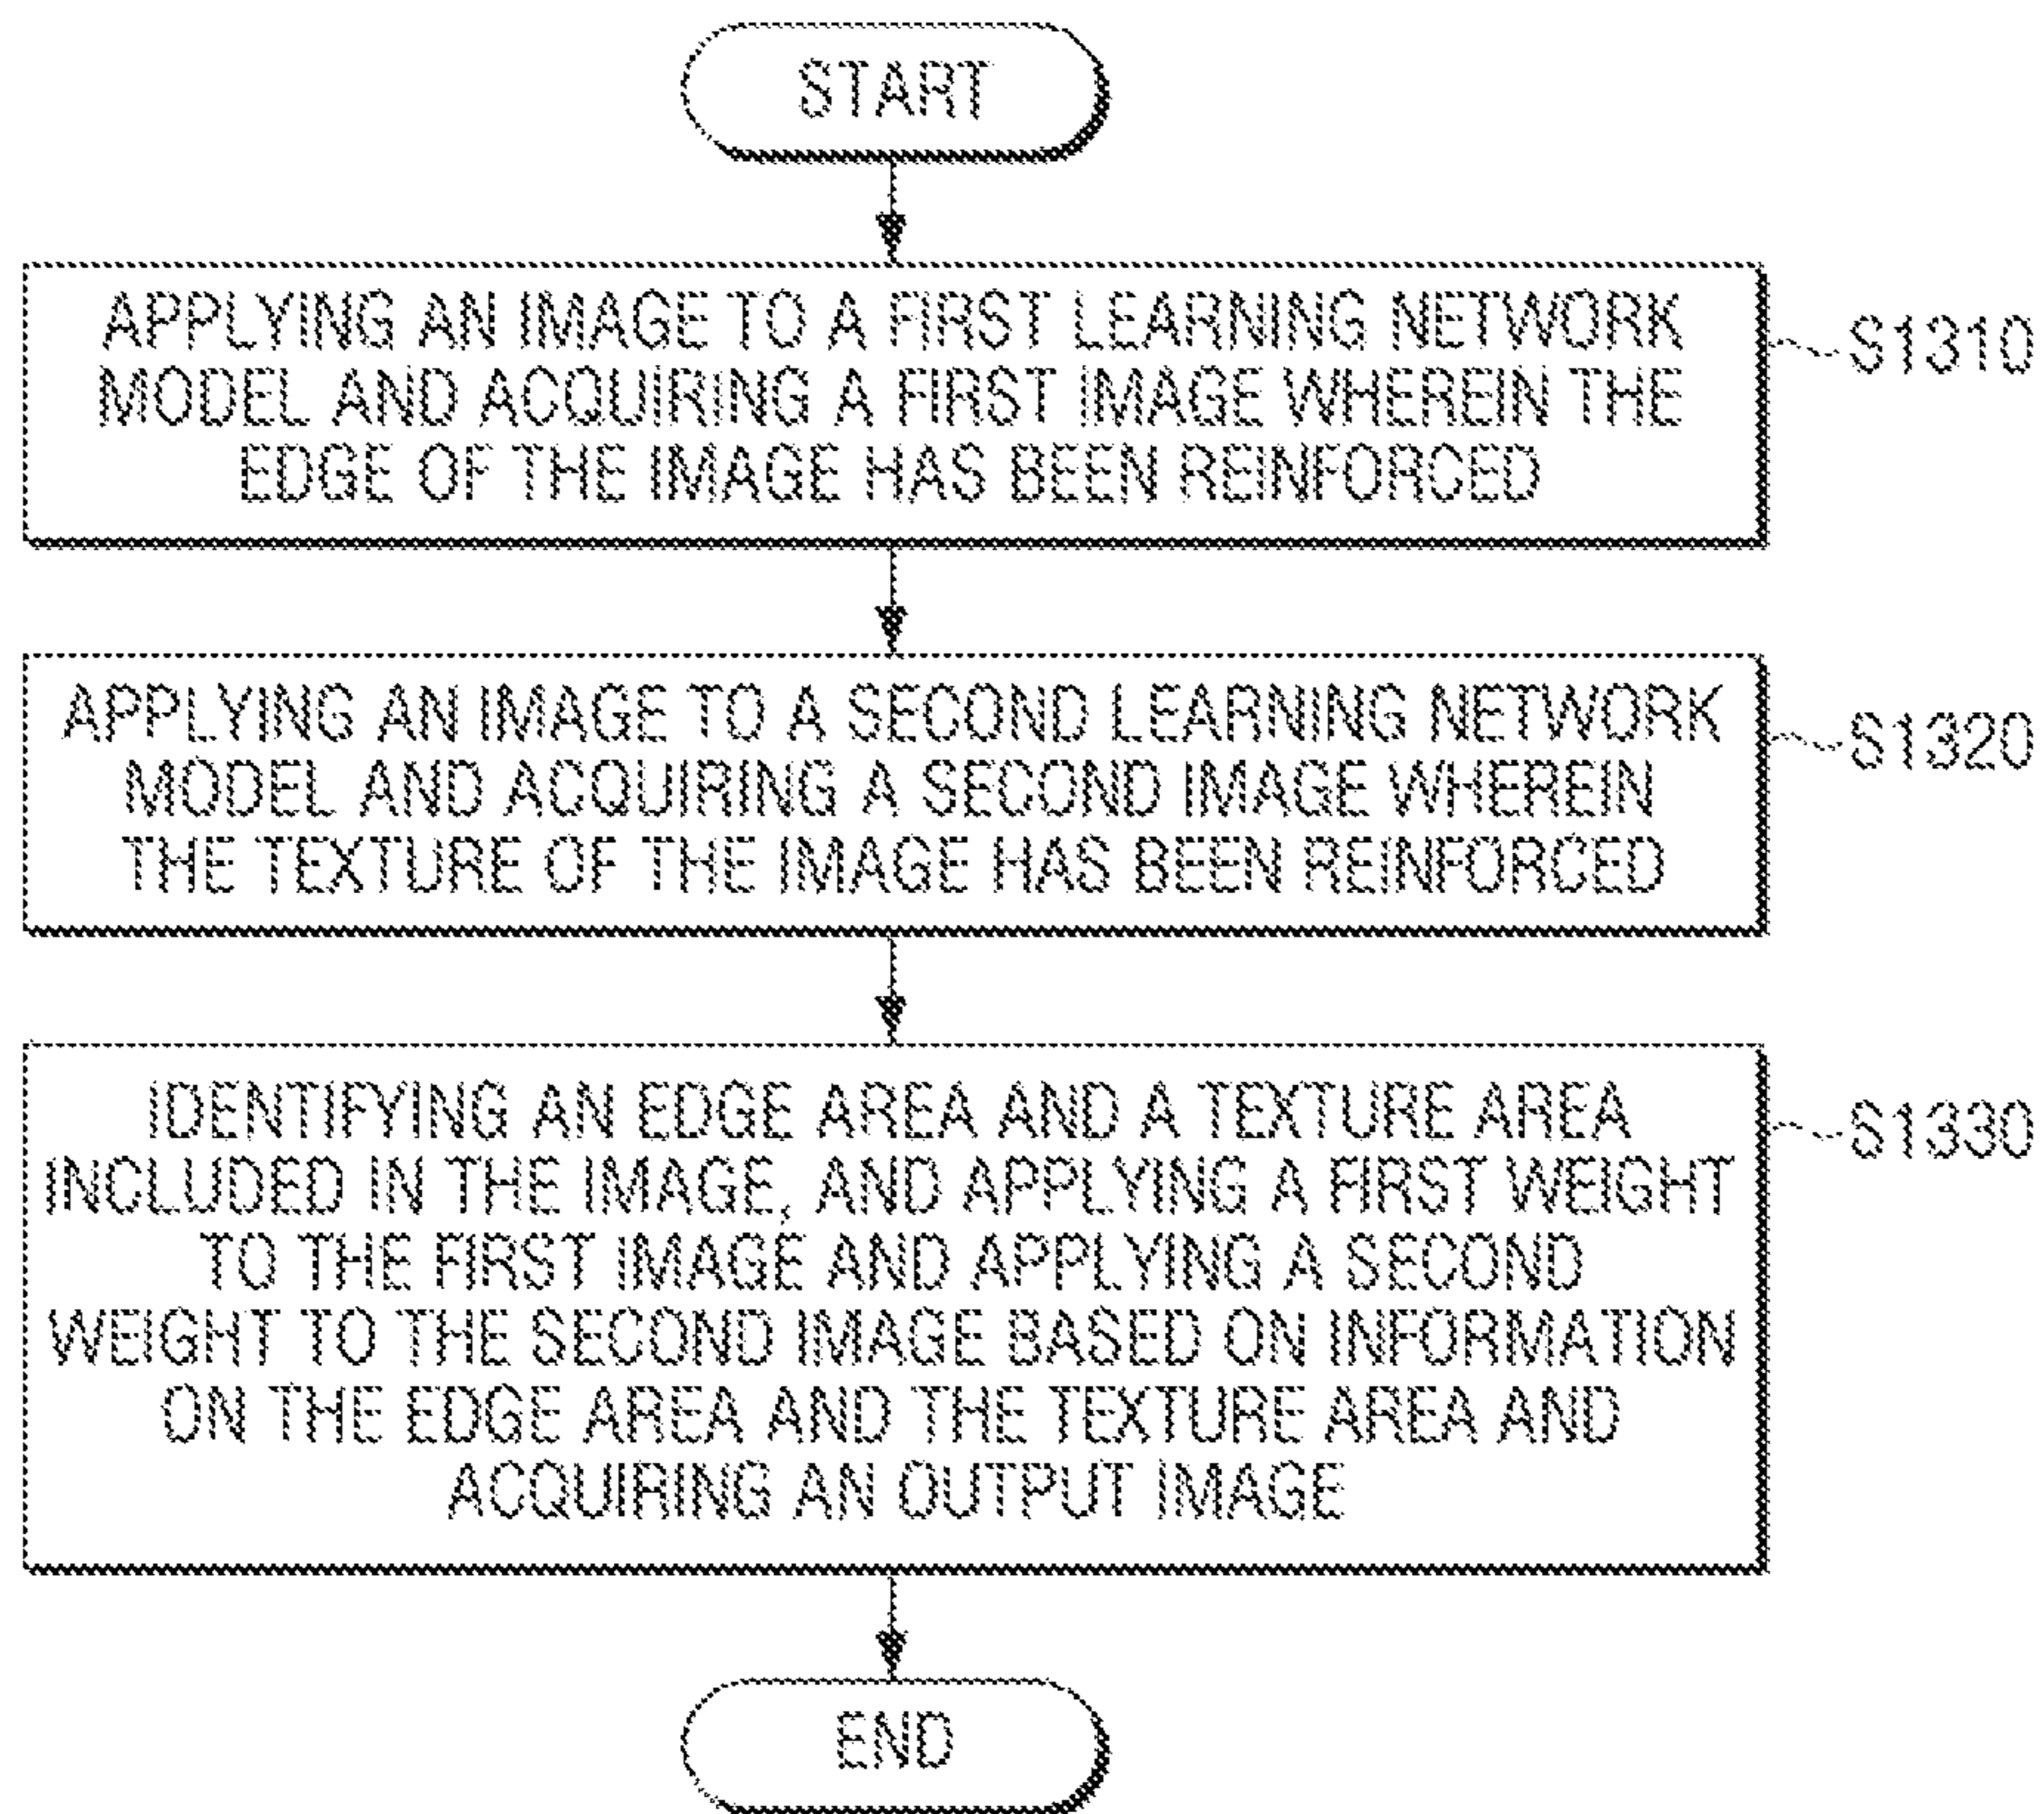 START
APPLYING AN IMAGE TO A FIRST LEARNING NETWORK
MODEL AND ACQUIRING A FIRST IMAGE WHEREIN THE
EDGE OF THE IMAGE HAS BEEN REINFORCED
S1310
APPLYING AN IMAGE TO A SECOND LEARNING NETWORK
MODEL AND ACQUIRING A SECOND IMAGE WHEREIN
THE TEXTURE OF THE IMAGE HAS BEEN REINFORCED
S1320
IDENTIFYING AN EDGE AREA AND A TEXTURE AREA
INCLUDED IN THE IMAGE, AND APPLYING A FIRST WEIGHT
TO THE FIRST IMAGE AND APPLYING A SECOND
WEIGHT TO THE SECOND IMAGE BASED ON INFORMATION
ON THE EDGE AREA AND THE TEXTURE AREA AND
ACQUIRING AN OUTPUT IMAGE
S1330
END